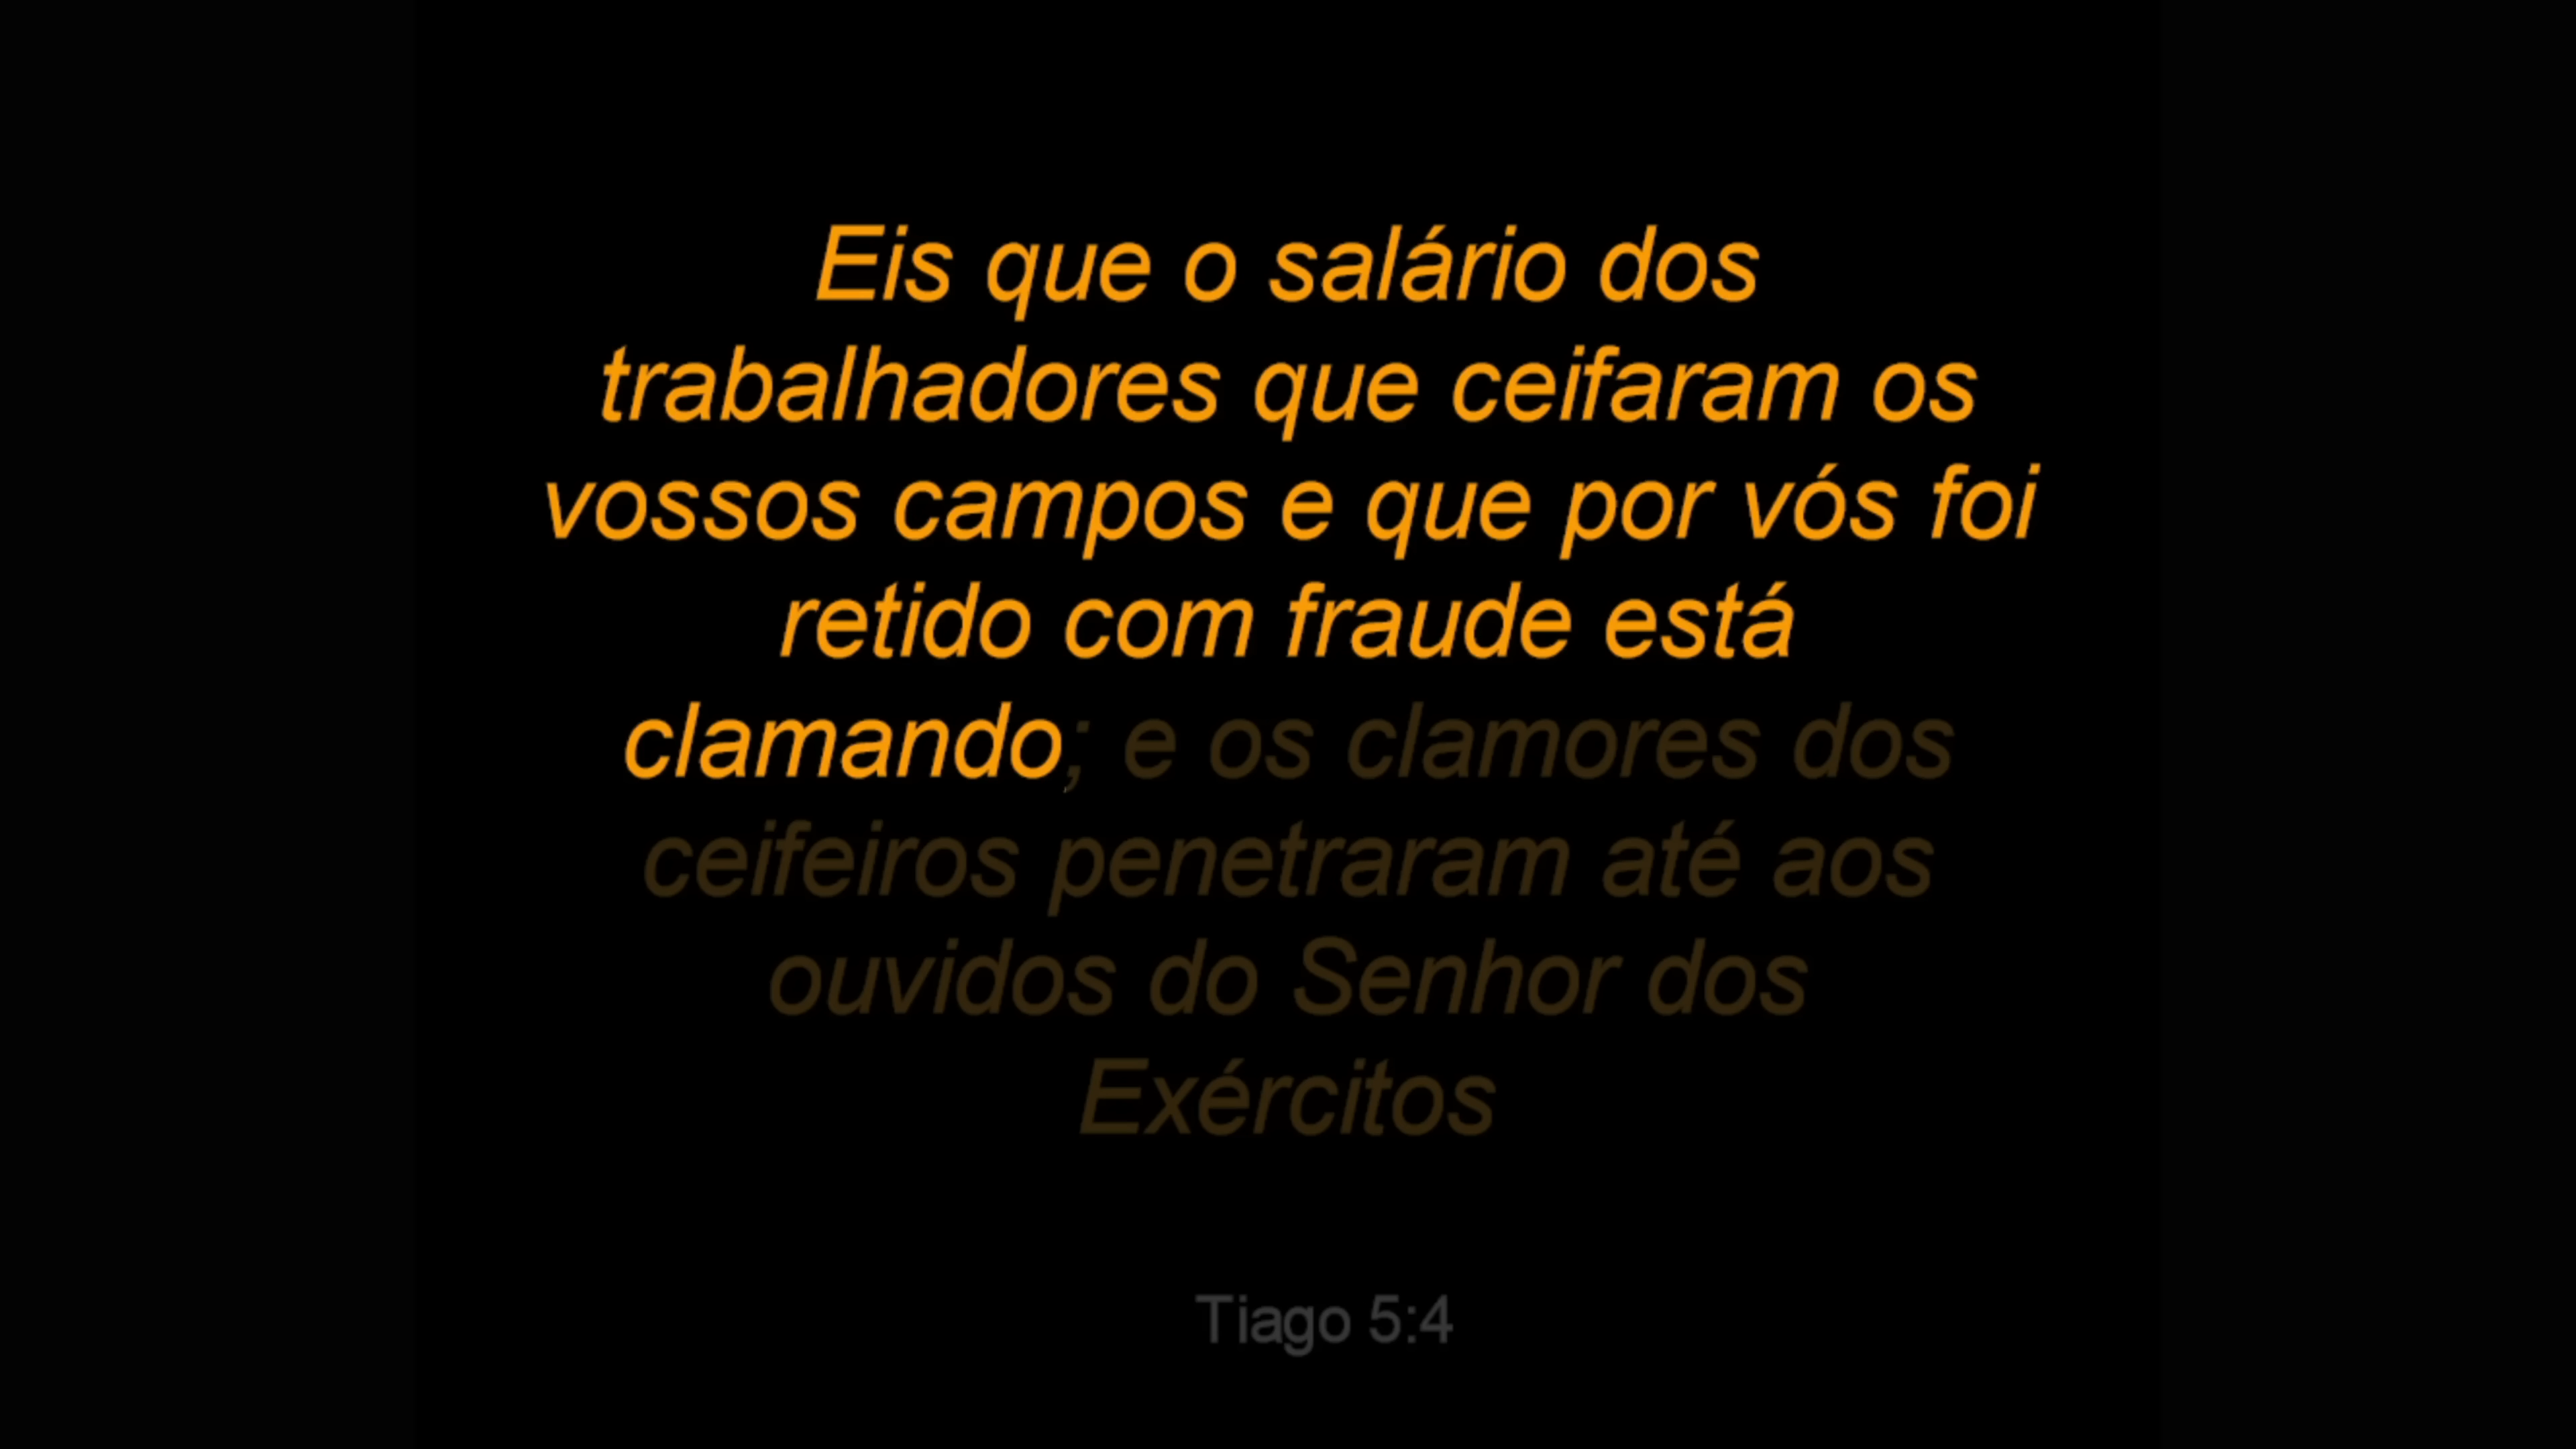 Eis que o salário dos
trabalhadores que ceifaram os
vossos campos e que por vós foi
retido com fraude está
clamando; e os clamores dos
ceifeiros penetraram até aos
ouvidos do Senhor dos
Exércitos
Tiago 5:4